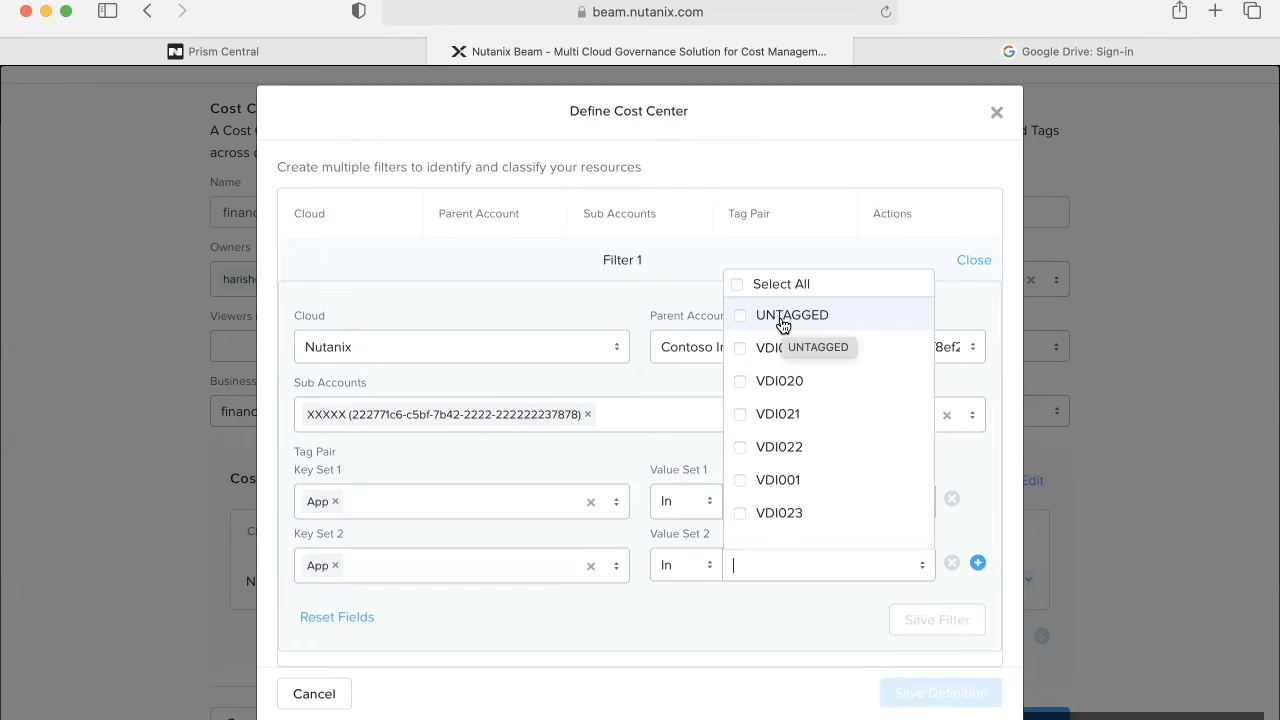 beam.nutanix.com
Prism Central
Nutanix Beam - Multi Cloud Governance Solution for Cost Managem...
Google Drive: Sign-in
Cost C
Define Cost Center
A Cost
d Tags
across
Create multiple filters to identify and classify your resources
Name
Cloud
Parent Account
Sub Accounts
Tag Pair
Actions
financ
Owners
Filter 1
Close
harish
Select All
Viewers
Cloud
Parent Accour
UNTAGGED
Nutanix
Contoso Ir
VDI
UNTAGGED
8ef2
Business
Sub Accounts
VDI020
financ
XXXXX (222771c6-c5bf-7b42-2222-222222237878)
VDI021
Tag Pair
VDI022
Key Set 1
Value Set 1
Cos
VDI001
Edit
App
In
VDI023
Key Set 2
Value Set 2
App
In
N
Reset Fields
Save Filter
Cancel
Save Definition